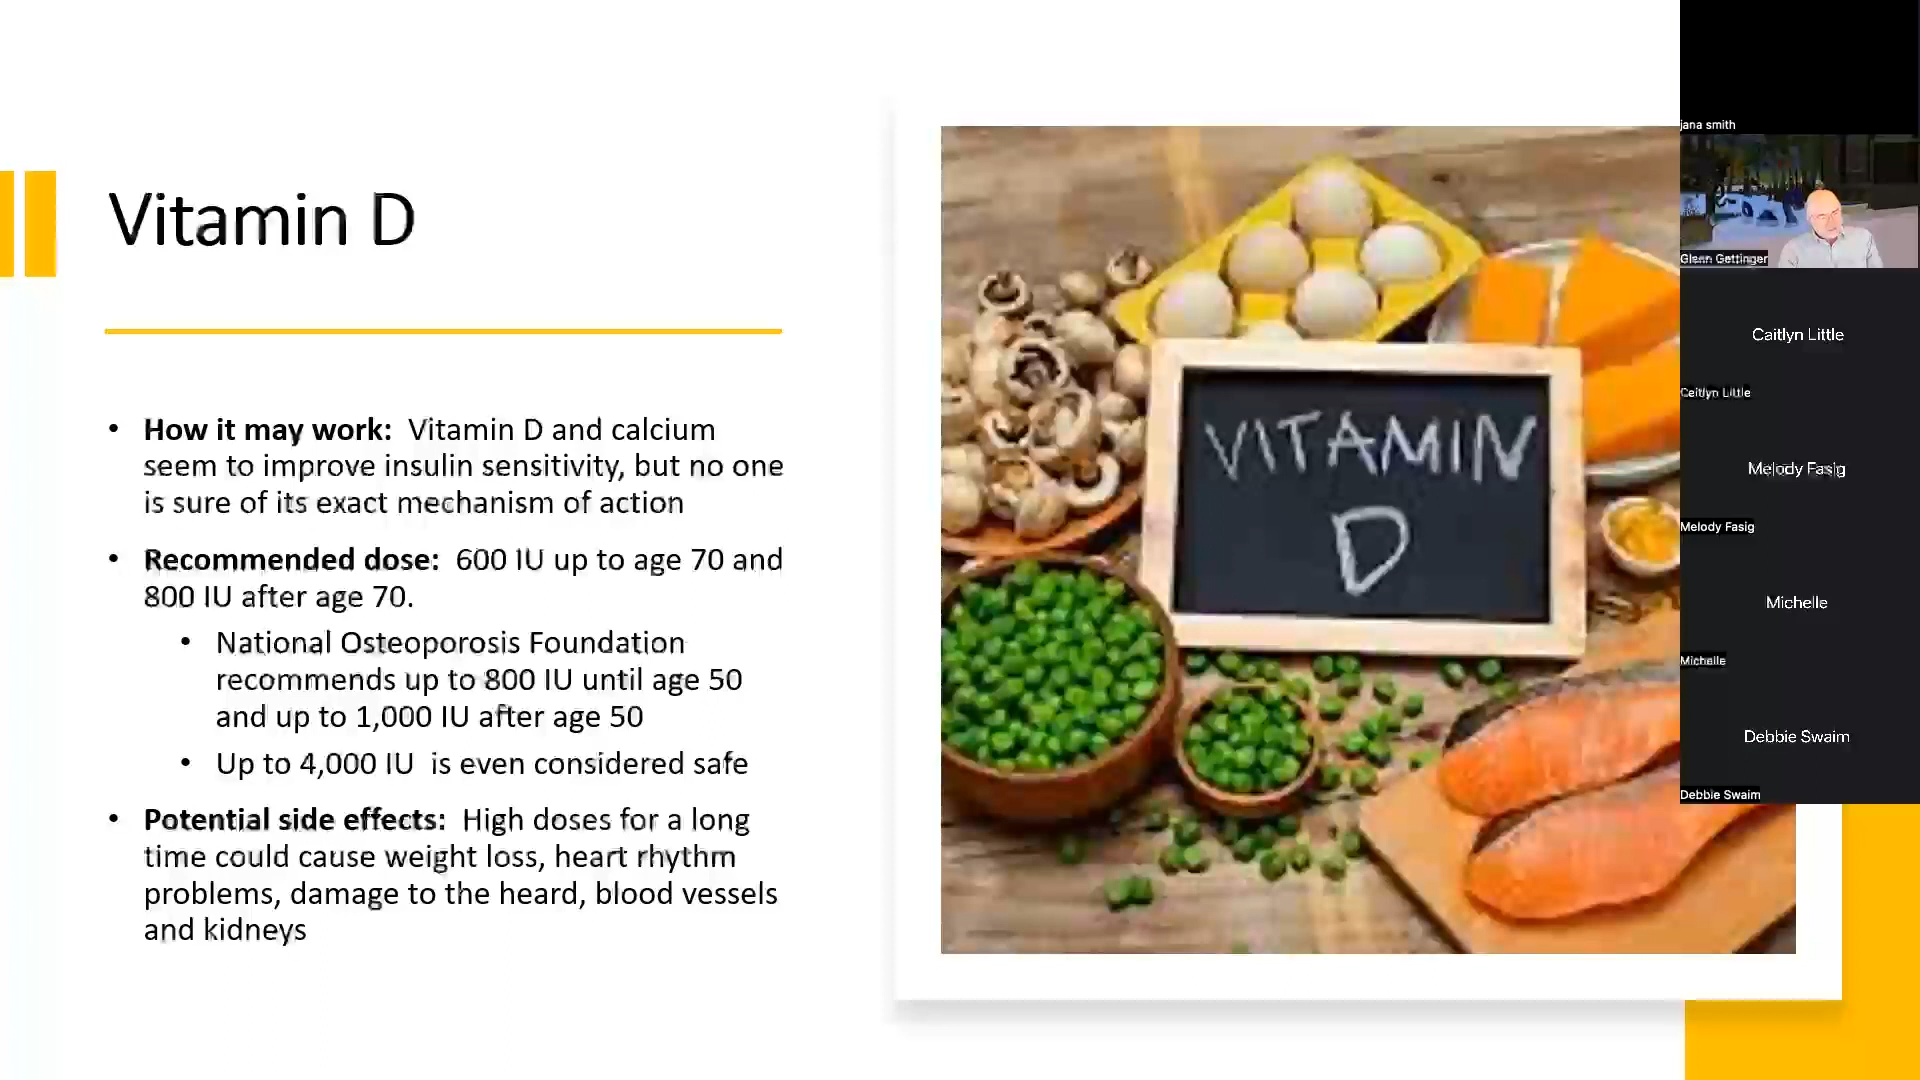 Vitamin D
• How it may work: Vitamin D and calcium
seem to improve insulin sensitivity, but no one
is sure of its exact mechanism of action
• Recommended dose: 600 IU up to age 70 and
800 IU after age 70.
• National Osteoporosis Foundation
recommends up to 800 IU until age 50
and up to 1,000 IU after age 50
• Up to 4,000 IU is even considered safe
• Potential side effects: High doses for a long
time could cause weight loss, heart rhythm
problems, damage to the heard, blood vessels
and kidneys
VITAMIN
D
jana smith
Glenn Gettinger
Caitlyn Little
Caitlyn Little
Melody Fasig
Melody Fasig
Michelle
Michelle
Debbie Swaim
Debbie Swaim